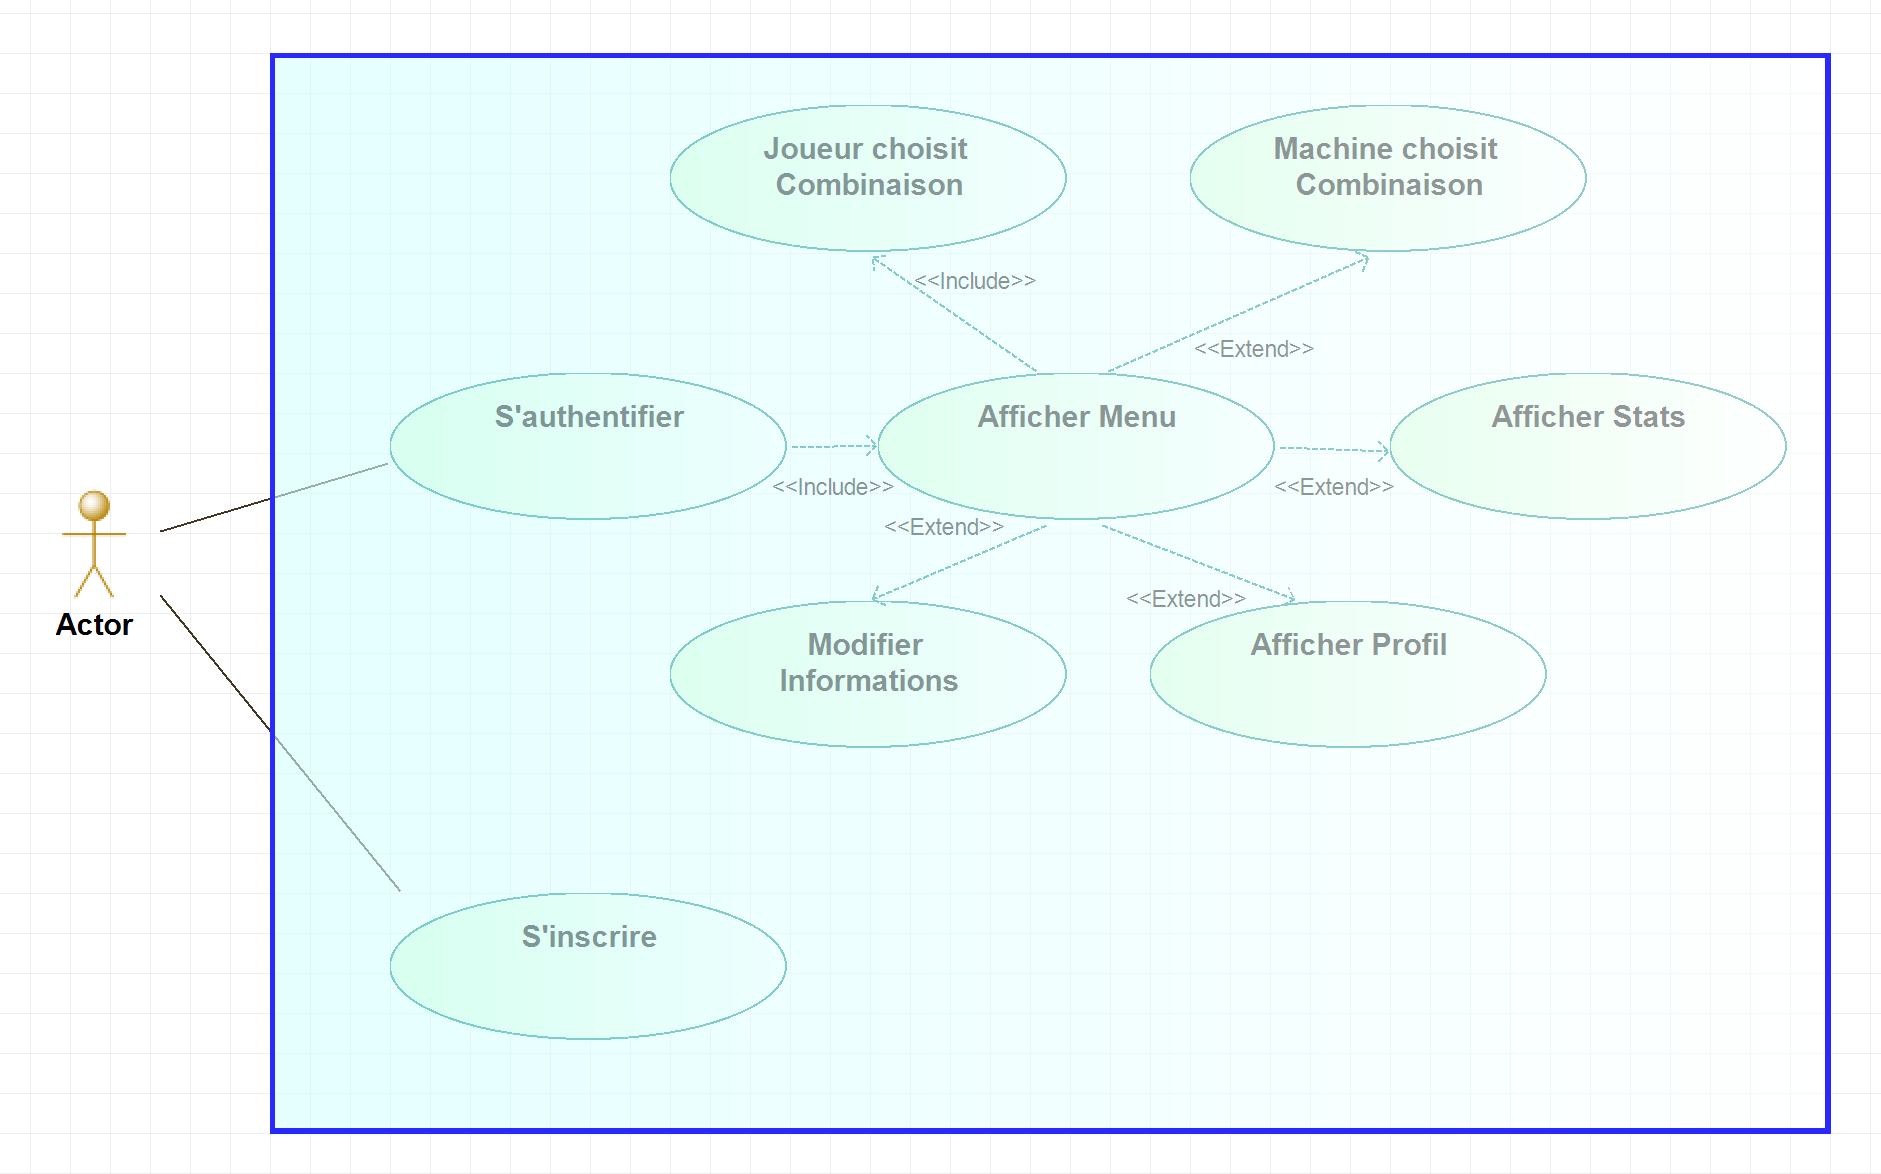 Joueur choisit
Combinaison
Machine choisit
Combinaison
<<Include>>
<<Extend>>
S'authentifier
Afficher Menu
Afficher Stats
<<Include>>
<<Extend>>
<<Extend>>
<<Extend>>
Actor
Modifier
Informations
Afficher Profil
S'inscrire